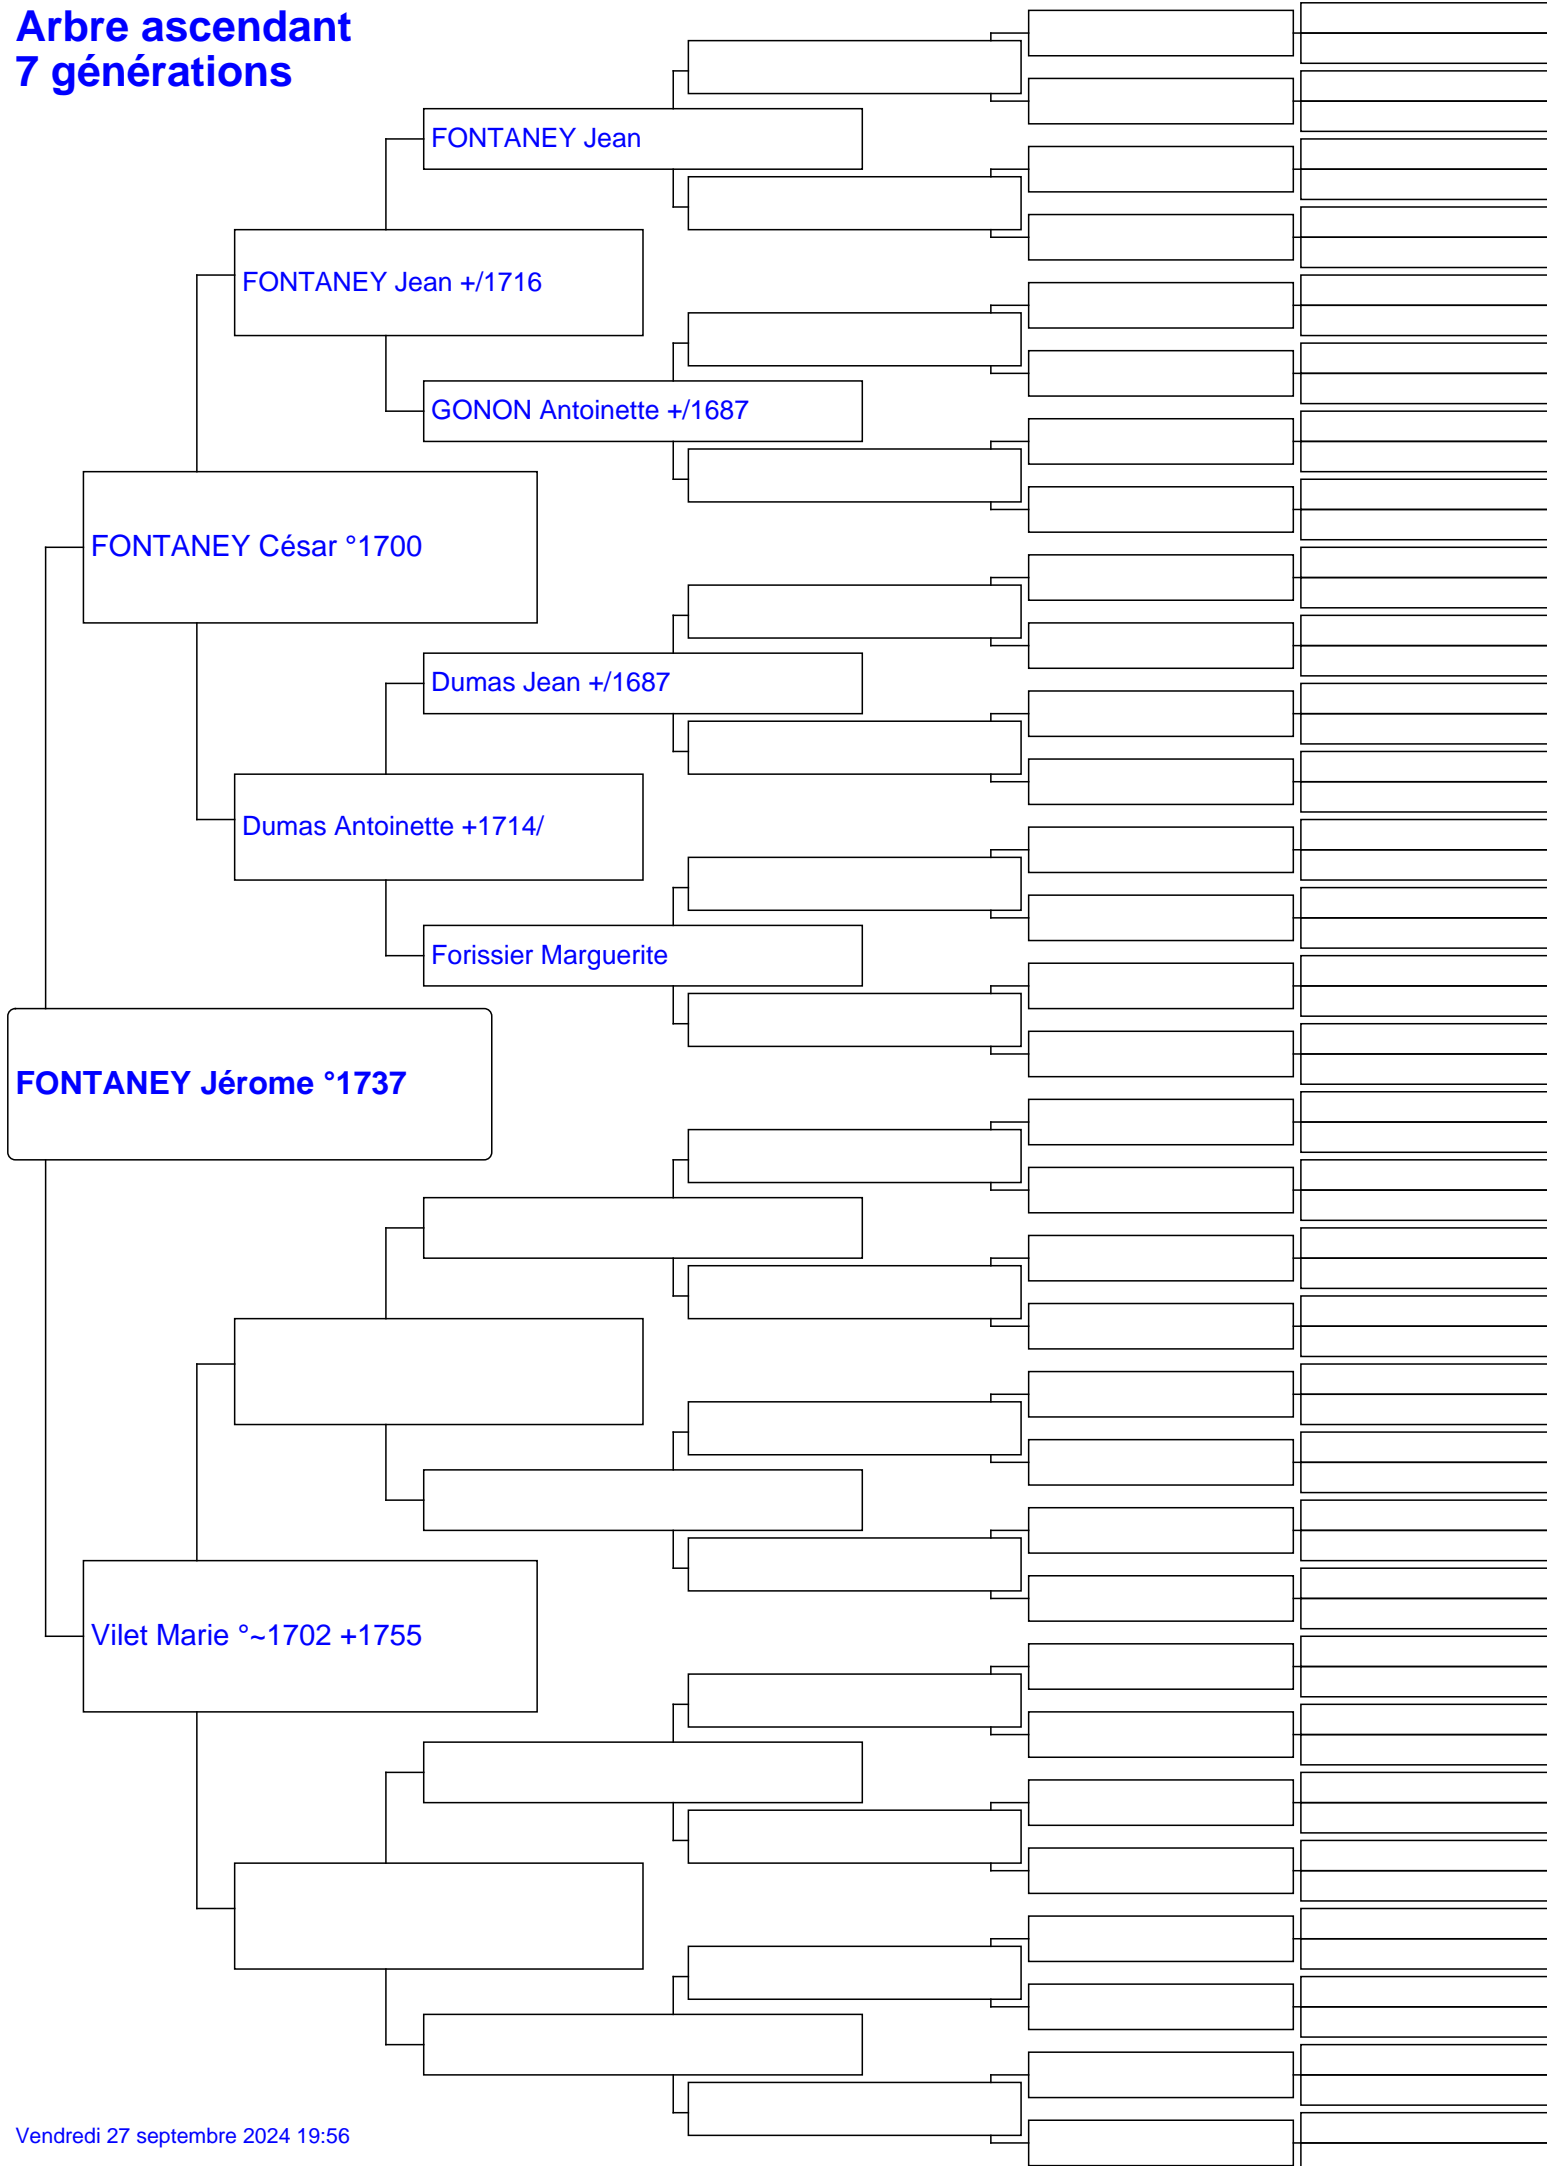 Arbre ascendant
7 générations
FONTANEY Jean
FONTANEY Jean +/1716
GONON Antoinette +/1687
FONTANEY César °1700
Dumas Jean +/1687
Dumas Antoinette +1714/
Forissier Marguerite
FONTANEY Jérome °1737
Vilet Marie °~1702 +1755
Vendredi 27 septembre 2024 19:56